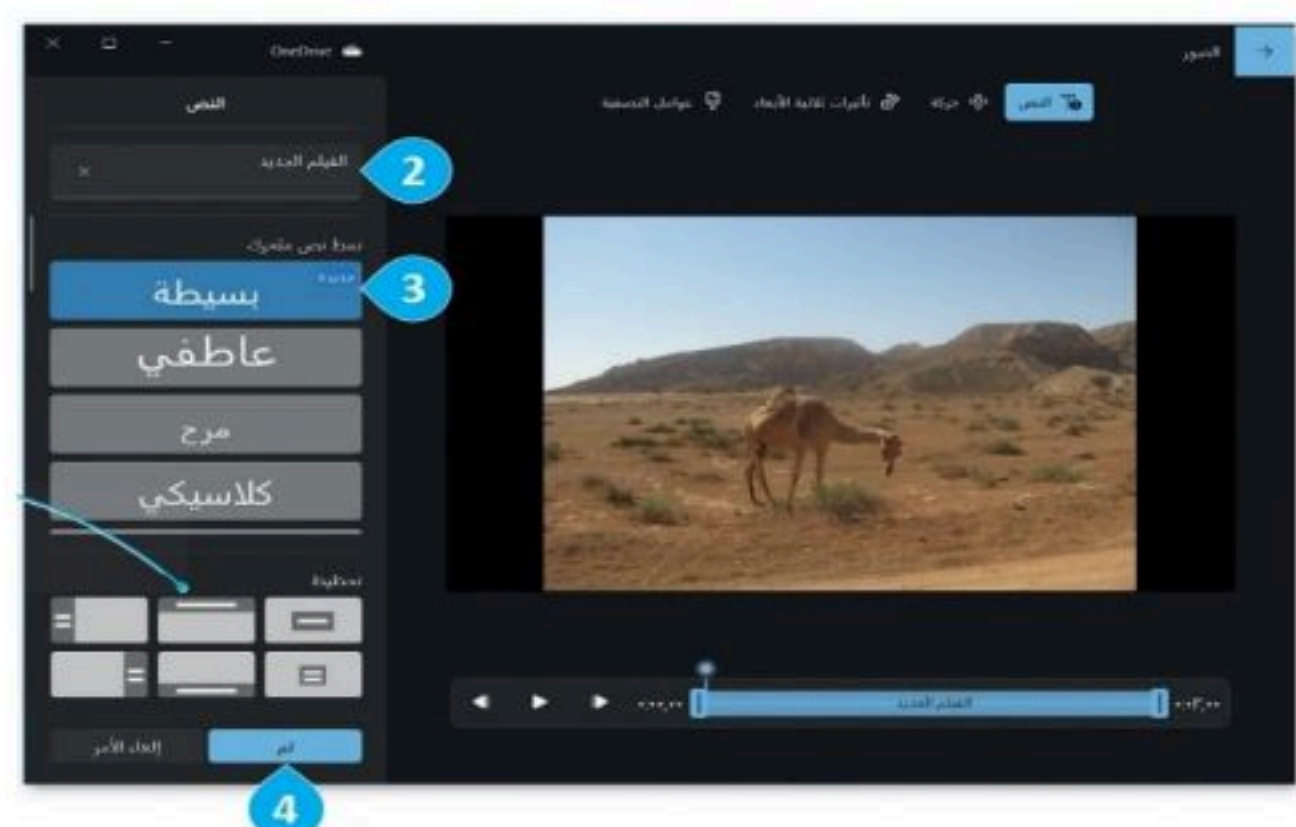 الصور
OneDrive
النص
حركة
تأثيرات ثلاثية الأبعاد
عوامل التصفية
النص
الفيلم الجديد
2
نمط نص متحرك
جديدة
بسيطة
3
عاطفي
مرح
كلاسيكي
تخطيط
الفيلم الجديد
تم
إلغاء الأمر
4